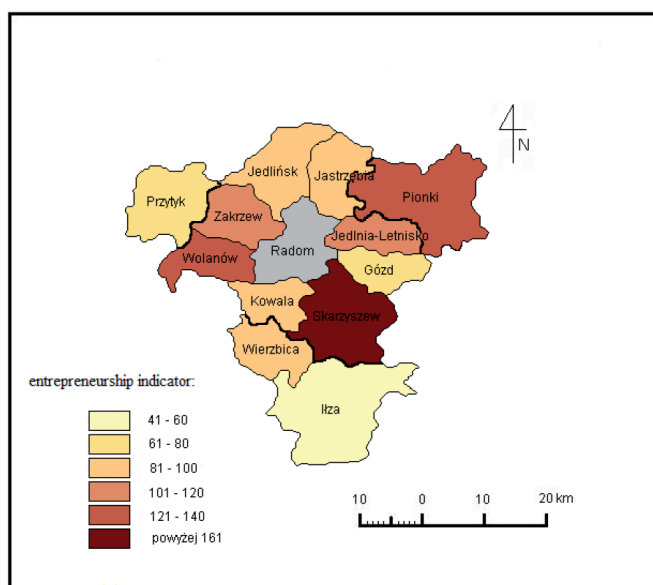 N
Jedlińsk
Jastrzębia
Pionki
Przytyk
Zakrzew
Jedlnia-Letnisko
Radom
Wolanów
Gózd
Kowala
Skarzyszew
Wierzbica
Iłża
entrepreneurship indicator:
41 - 60
61 - 80
81 - 100
101 - 120
121 - 140
powyżej 161
10 0 10 20 km